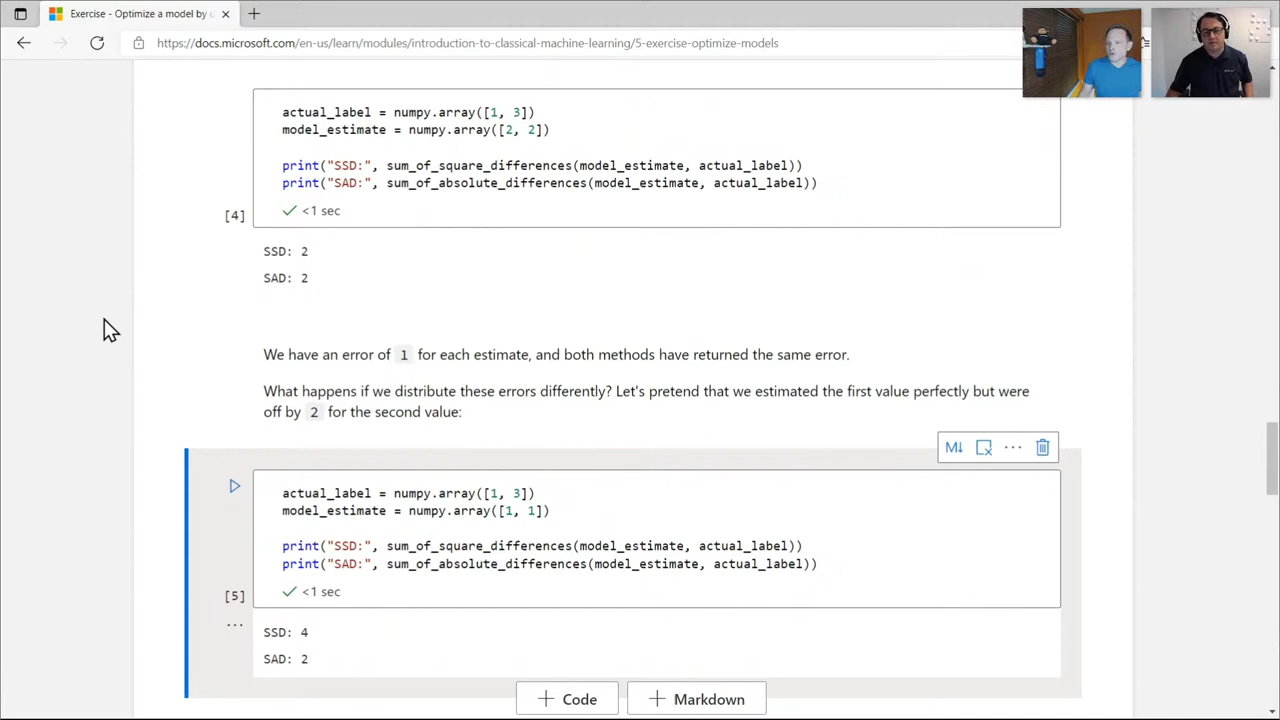 Exercise - Optimize a model by u
https://docs.microsoft.com/en-us/learn/modules/introduction-to-classical-machine-learning/5-exercise-optimize-models
actual_label = numpy.array([1, 3])
model_estimate = numpy.array([2, 2])
print("SSD:", sum_of_square_differences(model_estimate, actual_label))
print("SAD:", sum_of_absolute_differences(model_estimate, actual_label))
<1 sec
[4]
SSD: 2
SAD: 2
We have an error of 1 for each estimate, and both methods have returned the same error.
What happens if we distribute these errors differently? Let's pretend that we estimated the first value perfectly but were
off by 2 for the second value:
M↓
actual_label = numpy.array([1, 3])
model_estimate = numpy.array([1, 1])
print("SSD:", sum_of_square_differences(model_estimate, actual_label))
print("SAD:", sum_of_absolute_differences(model_estimate, actual_label))
<1 sec
[5]
SSD: 4
SAD: 2
Code Markdown